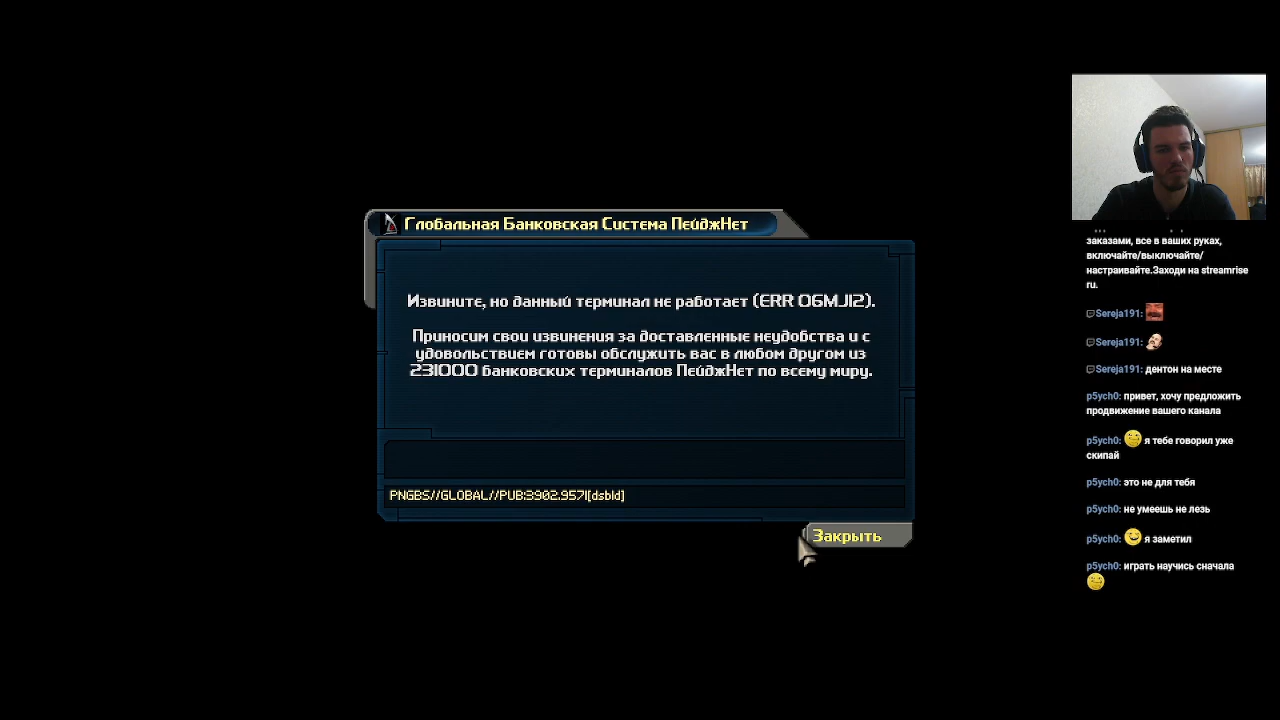 Глобальная Банковская Система ПейджНет
Извините, но данный терминал не работает (ERR 06MJ12).
Приносим свои извинения за доставленные неудобства и с
удовольствием готовы обслужить вас в любом другом из
231000 банковских терминалов ПейджНет по всему миру.
PNGBS//GLOBAL//PUB:3902.9571[dsbld]
Закрыть
заказами, все в ваших руках,
включайте/выключайте/
настраивайте.Заходи на streamrise
ru.
Sereja191:
Sereja191:
Sereja191: дентон на месте
p5ych0: привет, хочу предложить
продвижение вашего канала
p5ych0: я тебе говорил уже
скипай
p5ych0: это не для тебя
p5ych0: не умеешь не лезь
p5ych0: я заметил
p5ych0: играть научись сначала